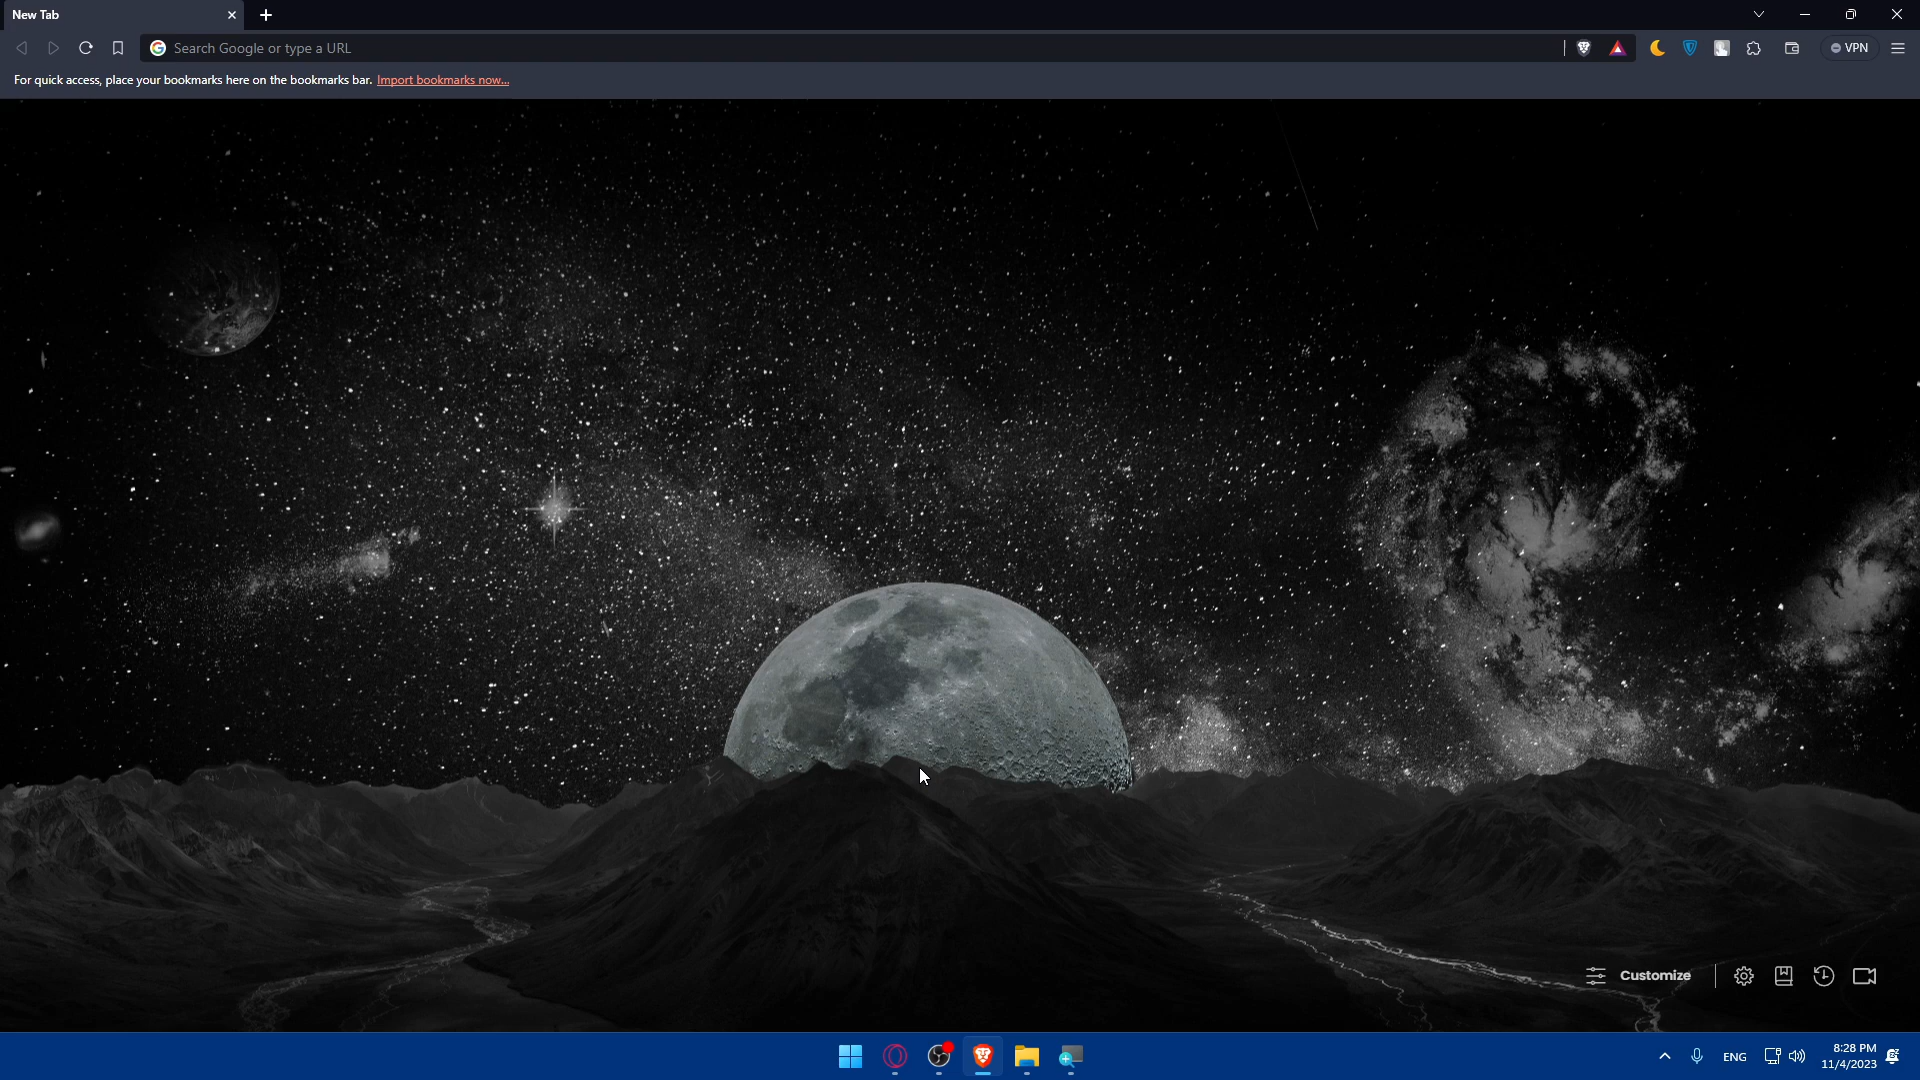 New Tab
Search Google or type a URL
VPN
For quick access, place your bookmarks here on the bookmarks bar. Import bookmarks now...
Customize
ENG
8:28 PM
11/4/2023